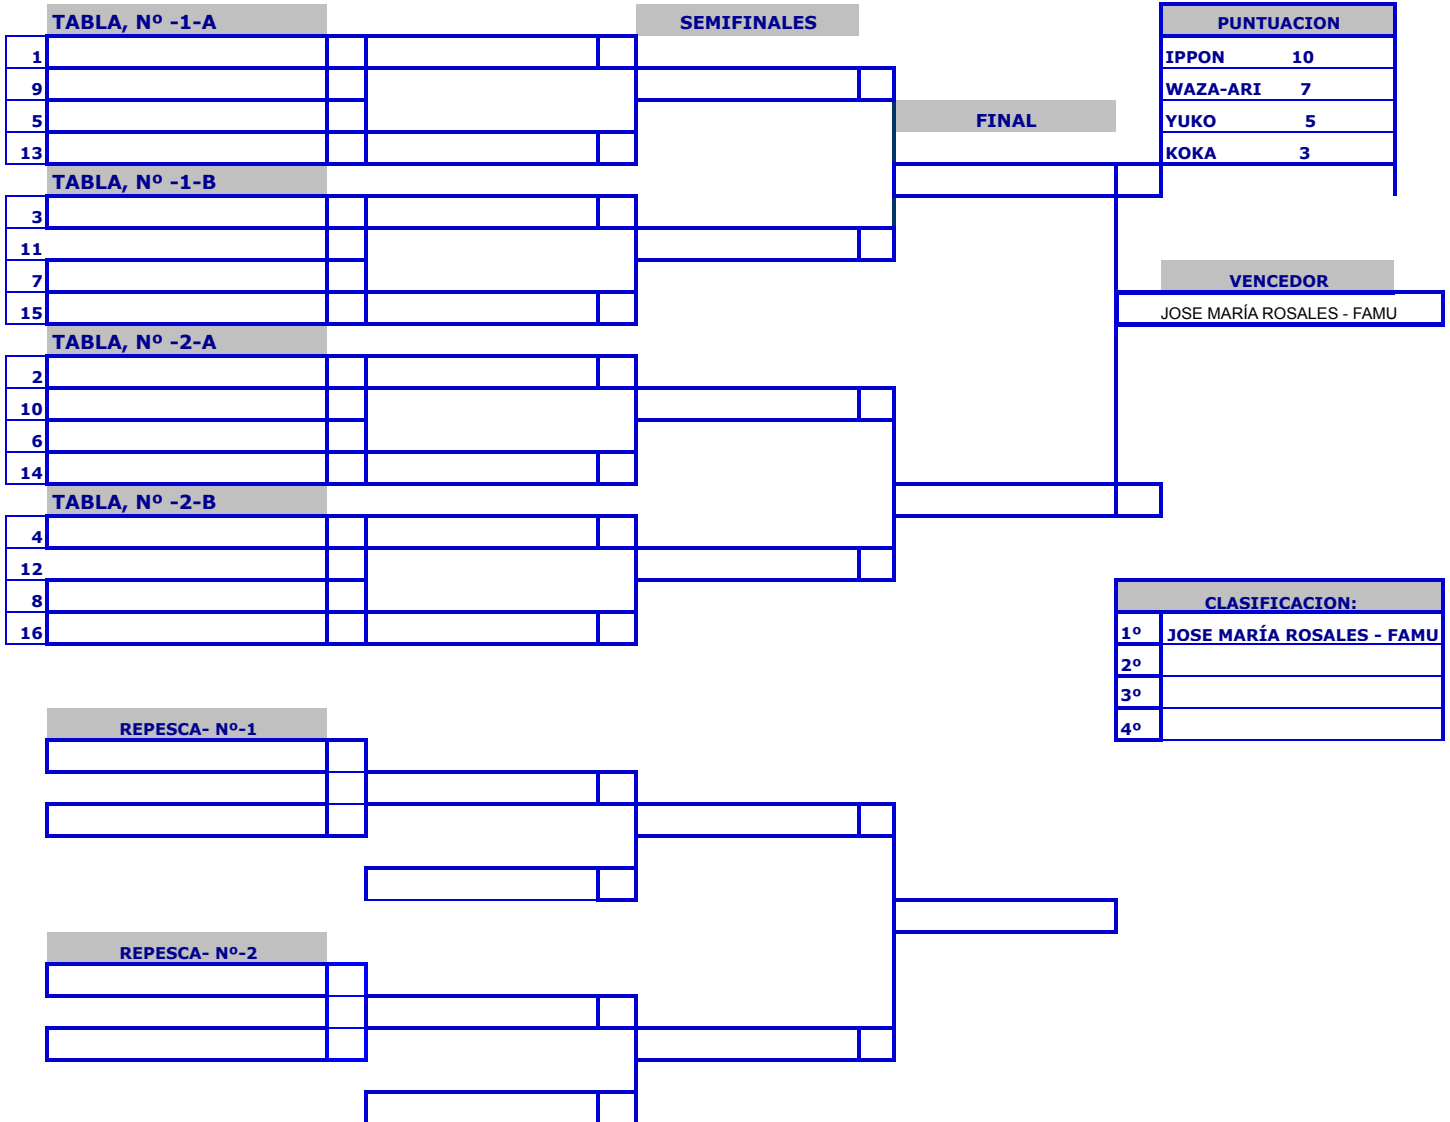 TABLA, Nº -1-A
SEMIFINALES
PUNTUACION
1
IPPON 10
9
WAZA-ARI 7
5
FINAL
YUKO 5
13
KOKA 3
TABLA, Nº -1-B
3
11
7
VENCEDOR
15
JOSE MARÍA ROSALES - FAMU
TABLA, Nº -2-A
2
10
6
14
TABLA, Nº -2-B
4
12
8
CLASIFICACION:
16
1º JOSE MARÍA ROSALES - FAMU
2º
3º
4º
REPESCA- Nº-1
REPESCA- Nº-2